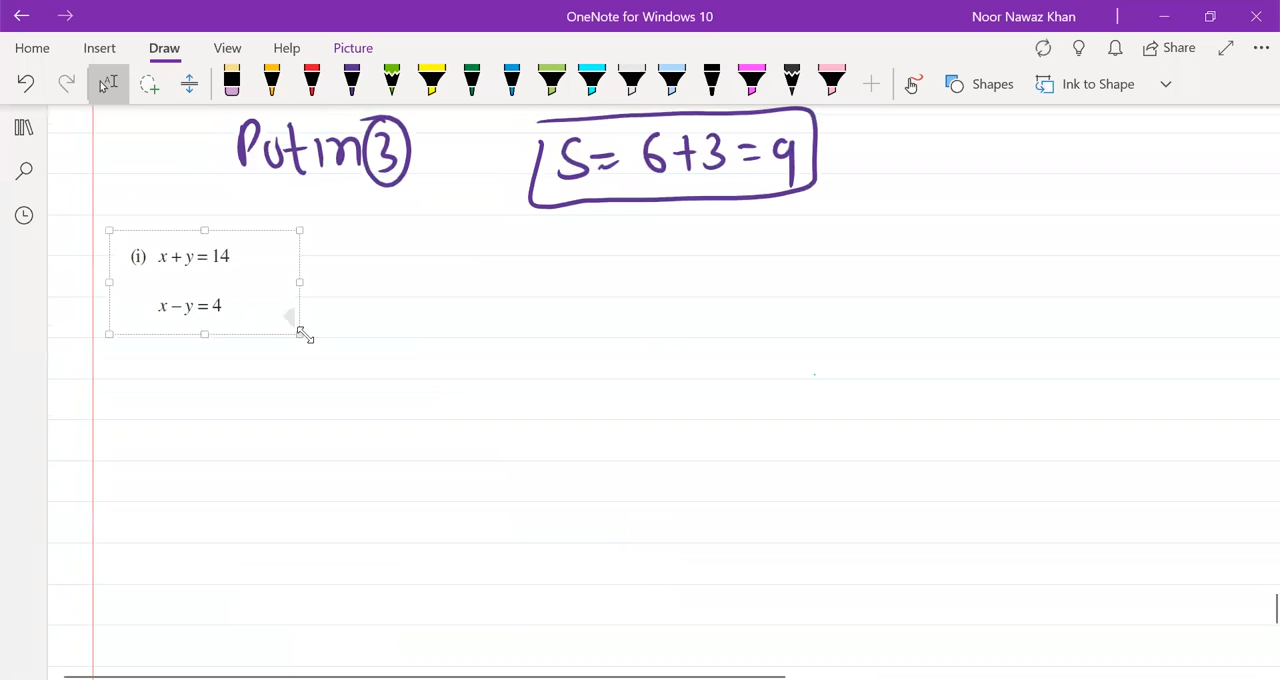 OneNote for Windows 10
Noor Nawaz Khan
Home Insert Draw View Help Picture
Share
Shapes
Ink to Shape
Put in 3
S = 6 + 3 = 9
(i) x + y = 14
x – y = 4